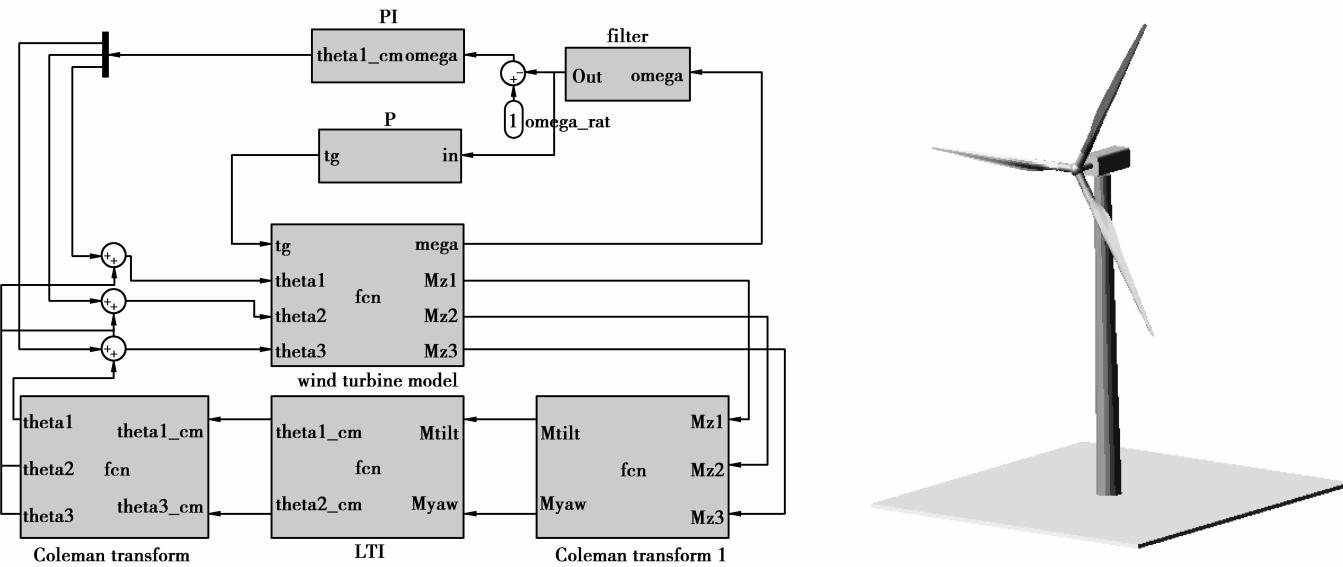 PI
filter
theta1_cm omega
Out omega
1 omega_rat
P
tg in
tg mega
theta1 Mz1
fcn
theta2 Mz2
theta3 Mz3
wind turbine model
theta1 theta1_cm
theta2 fcn
theta3 theta3_cm
Coleman transform
theta1_cm Mtilt
fcn
theta2_cm Myaw
LTI
Mtilt Mz1
fcn Mz2
Myaw Mz3
Coleman transform 1